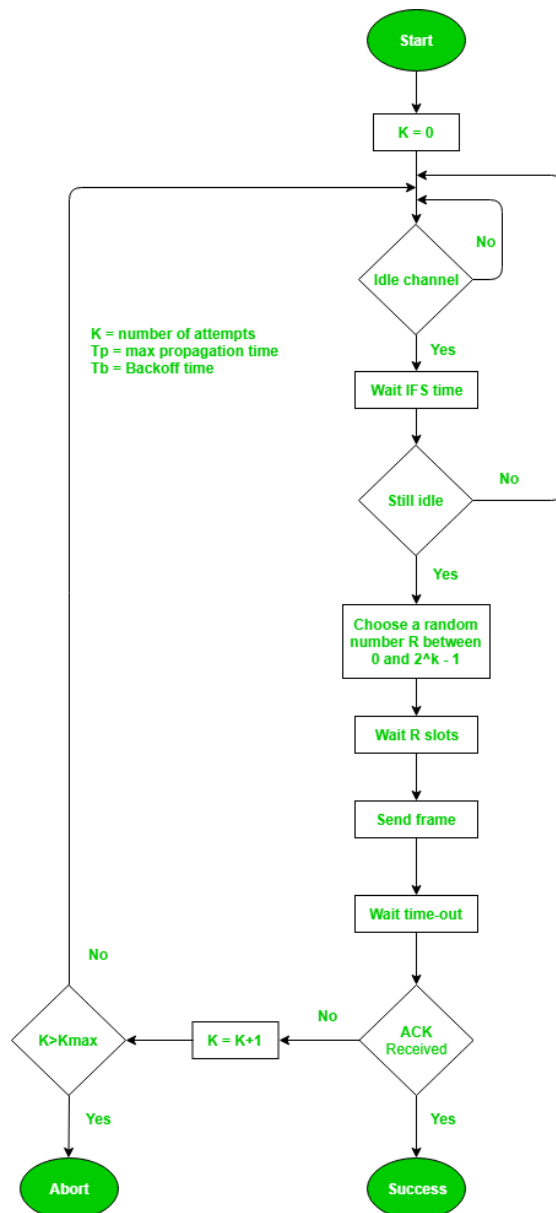 Start
K = 0
No
Idle channel
K = number of attempts
Tp = max propagation time
Tb = Backoff time
Yes
Wait IFS time
No
Still idle
Yes
Choose a random
number R between
0 and 2^k - 1
Wait R slots
Send frame
Wait time-out
No
No
K>Kmax
K = K+1
ACK
Received
Yes
Yes
Abort
Success